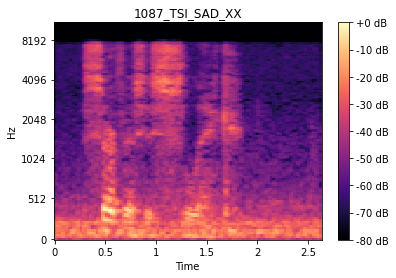 1087_TSI_SAD_XX
+0 dB
8192
-10 dB
4096
-20 dB
-30 dB
2048
Hz
-40 dB
1024
-50 dB
512
-60 dB
-70 dB
0
-80 dB
0 0.5 1 1.5 2 2.5
Time